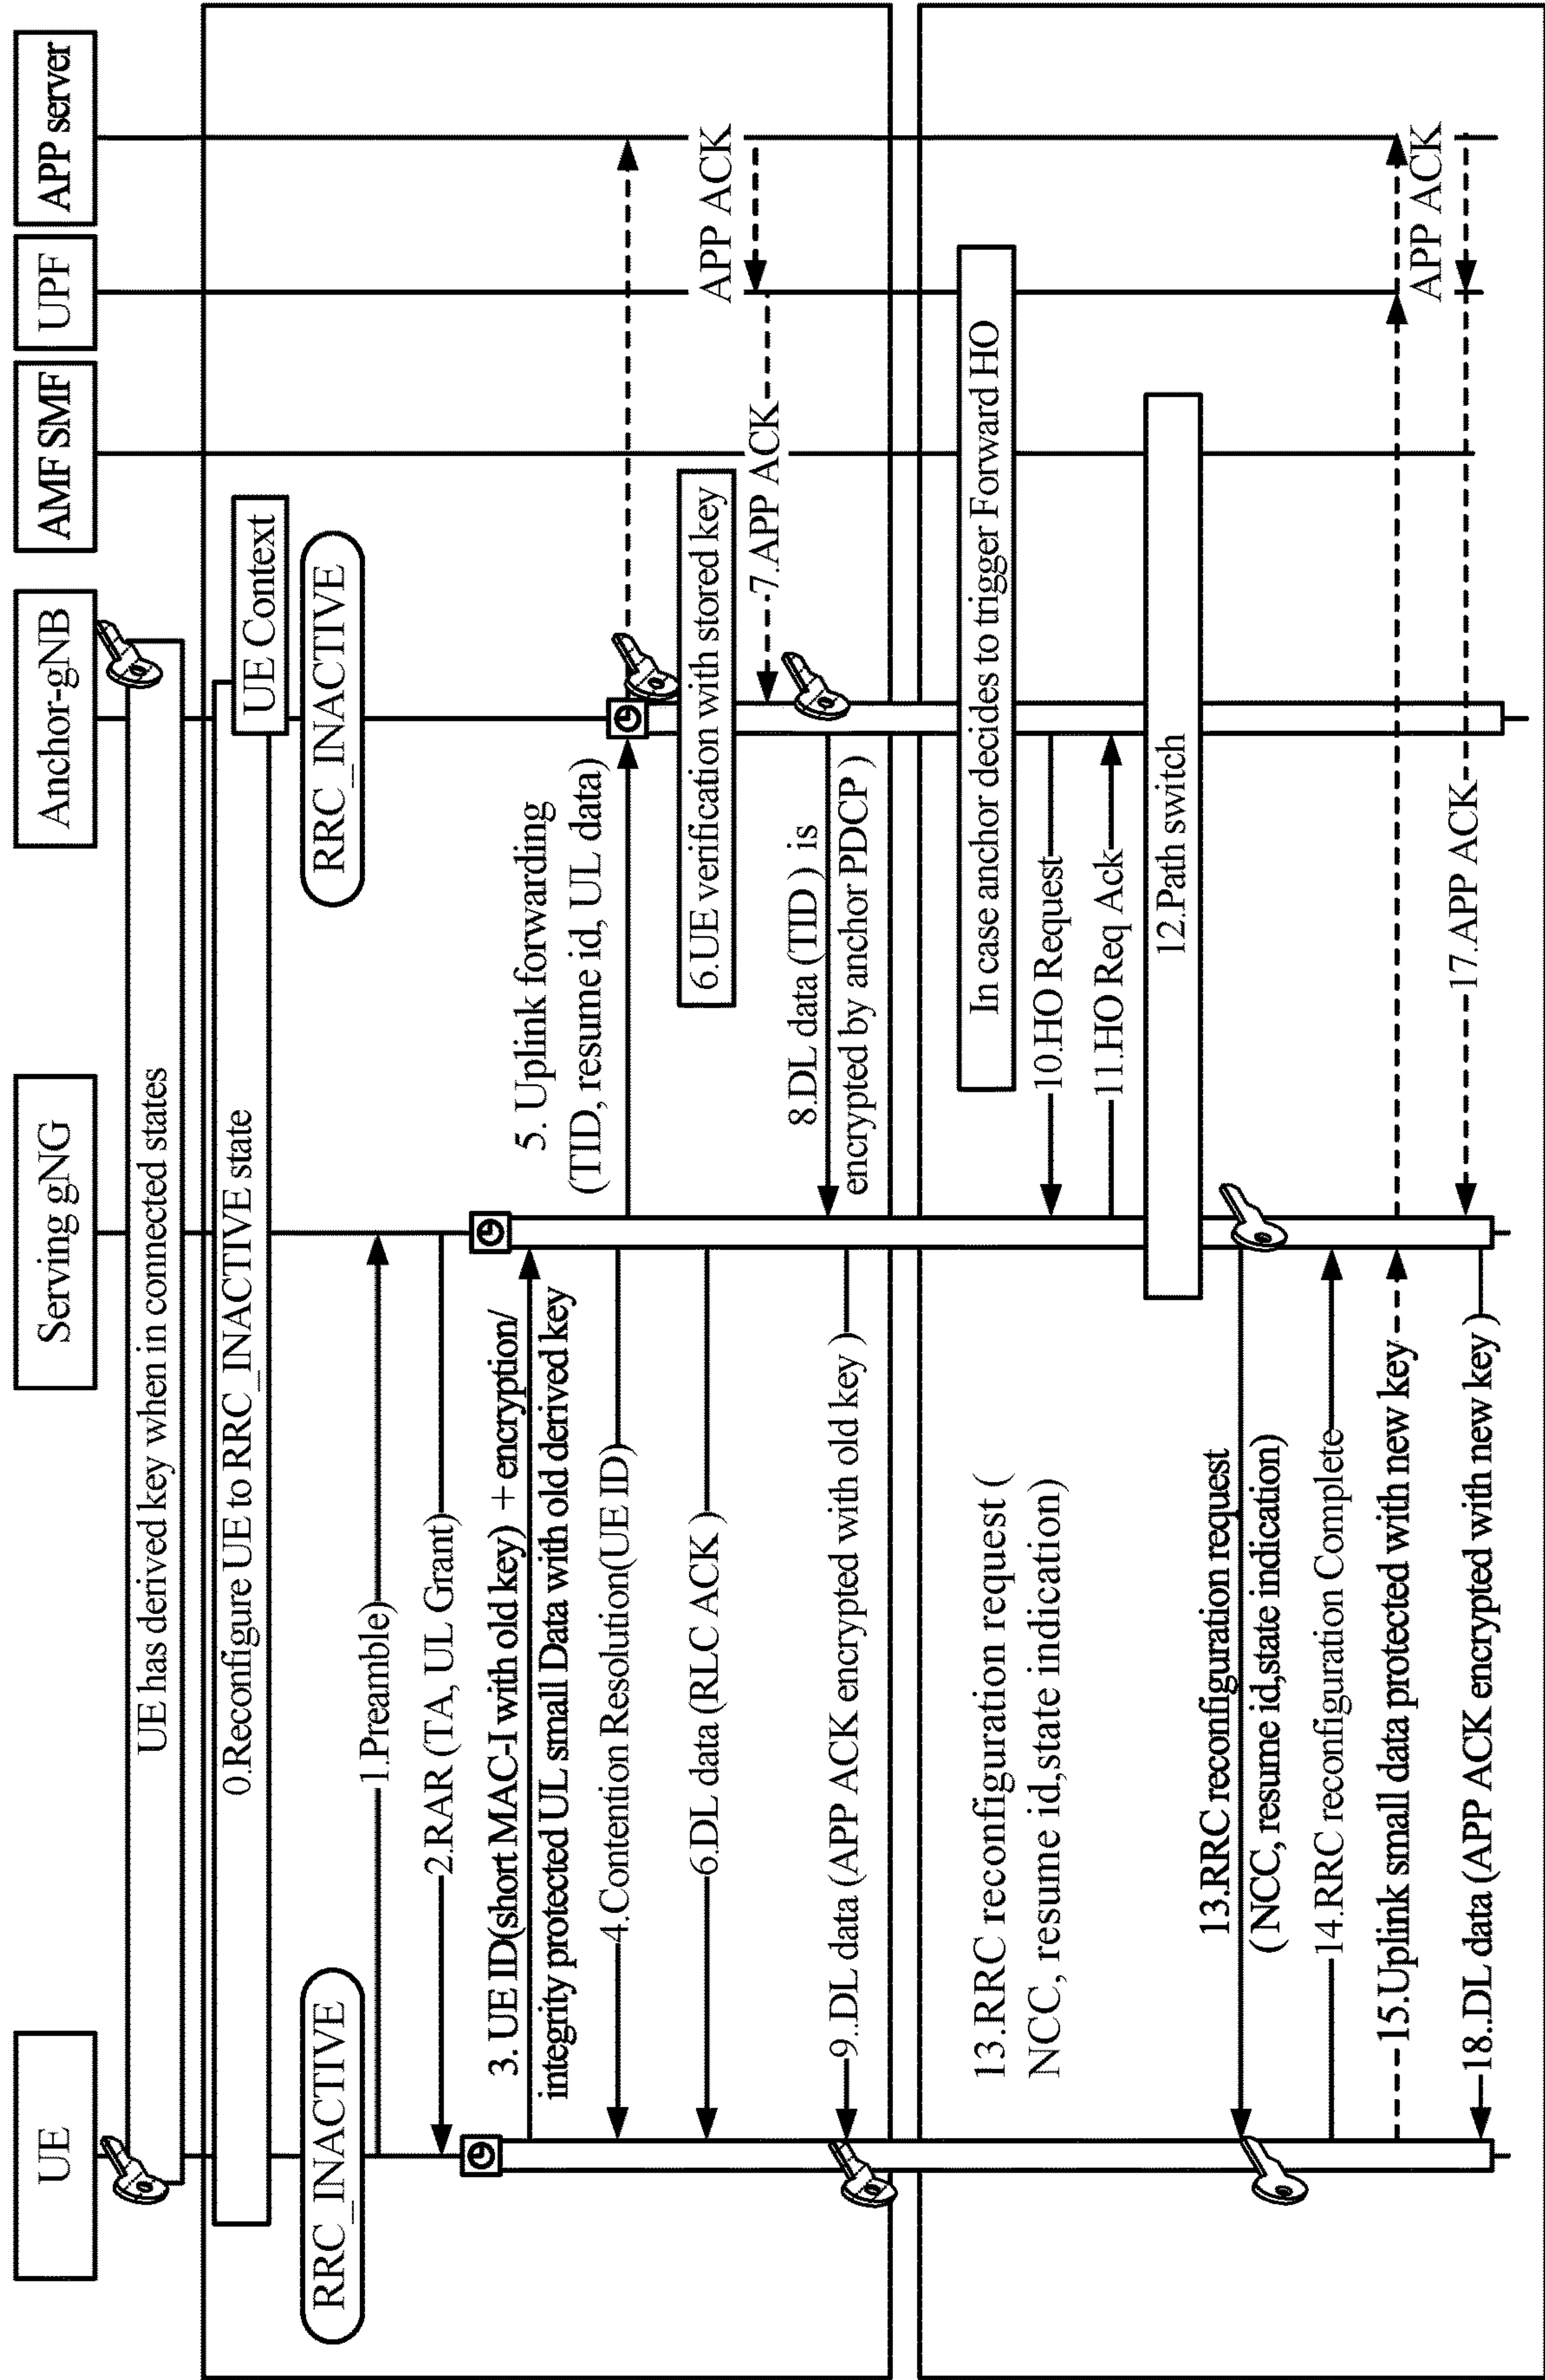 UE
Serving gNG
Anchor-gNB
AMF SMF
UPF
APP server
UE has derived key when in connected states
0.Reconfigure UE to RRC_INACTIVE state
UE Context
RRC_INACTIVE
RRC_INACTIVE
1.Preamble)
2.RAR (TA, UL Grant)
3. UE ID(short MAC-I with old key) + encryption/
integrity protected UL small Data with old derived key
4.Contention Resolution(UE ID)
5. Uplink forwarding
(TID, resume id, UL data)
6.UE verification with stored key
6.DL data (RLC ACK )
APP ACK
7.APP ACK
8.DL data (TID ) is
encrypted by anchor PDCP )
9..DL data (APP ACK encrypted with old key )
In case anchor decides to trigger Forward HO
13.RRC reconfiguration request (
NCC, resume id,state indication)
10.HO Request
11.HO Req Ack
12.Path switch
13.RRC reconfiguration request
( NCC, resume id,state indication )
14.RRC reconfiguration Complete
15.Uplink small data protected with new key
APP ACK
17.APP ACK
18..DL data (APP ACK encrypted with new key )